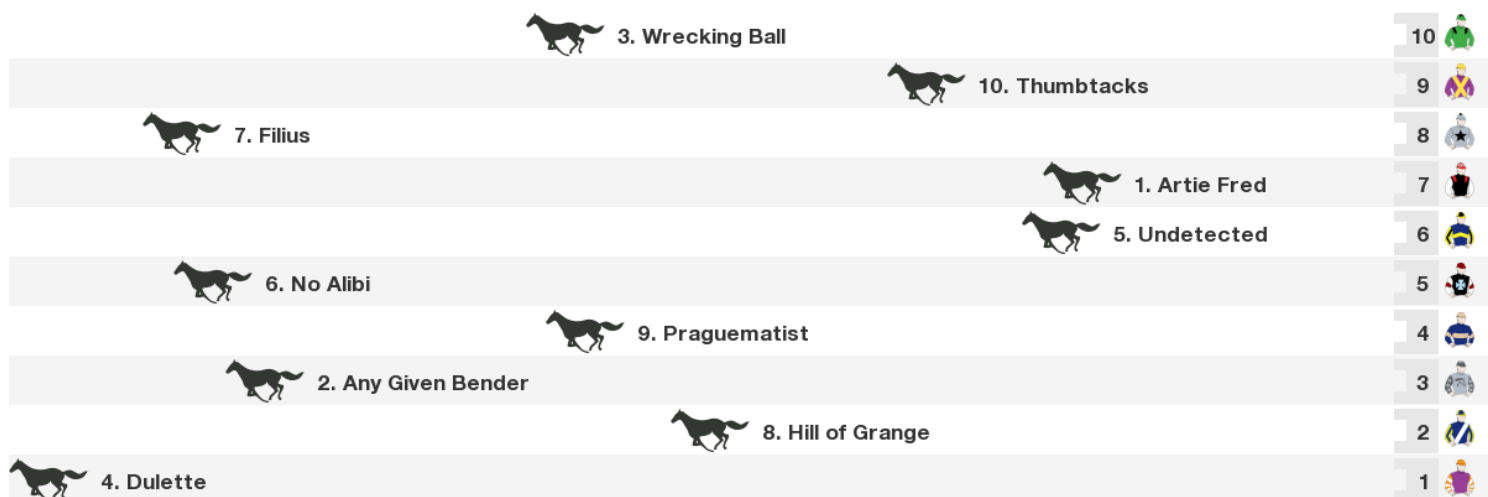 3. Wrecking Ball 10
10. Thumbtacks 9
7. Filius 8
1. Artie Fred 7
5. Undetected 6
6. No Alibi 5
9. Praguematist 4
2. Any Given Bender 3
8. Hill of Grange 2
4. Dulette 1